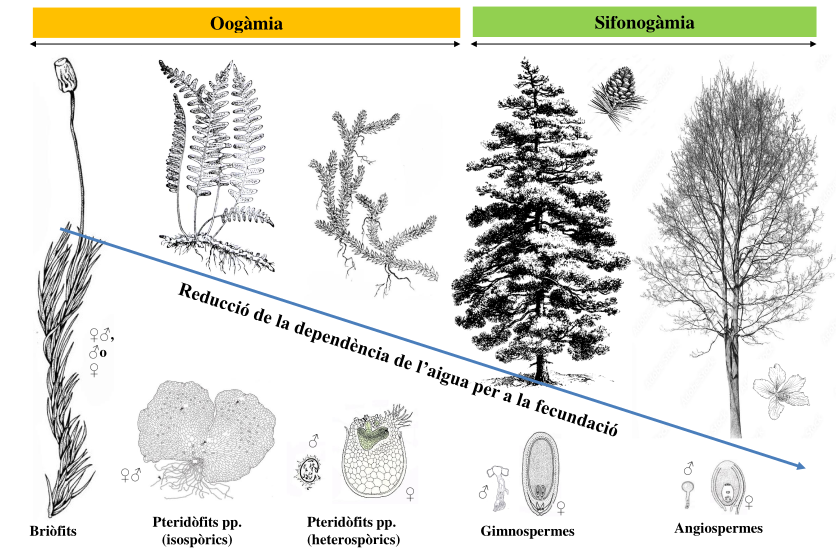 Oogàmia
Sifonogàmia
Reducció de la dependència de l'aigua per a la fecundació
♀♂,
♂o
♀
♀♂
♂
♀
♂
♀
♂
♀
Briòfits
Pteridòfits pp.
(isospòrics)
Pteridòfits pp.
(heterospòrics)
Gimnospermes
Angiospermes